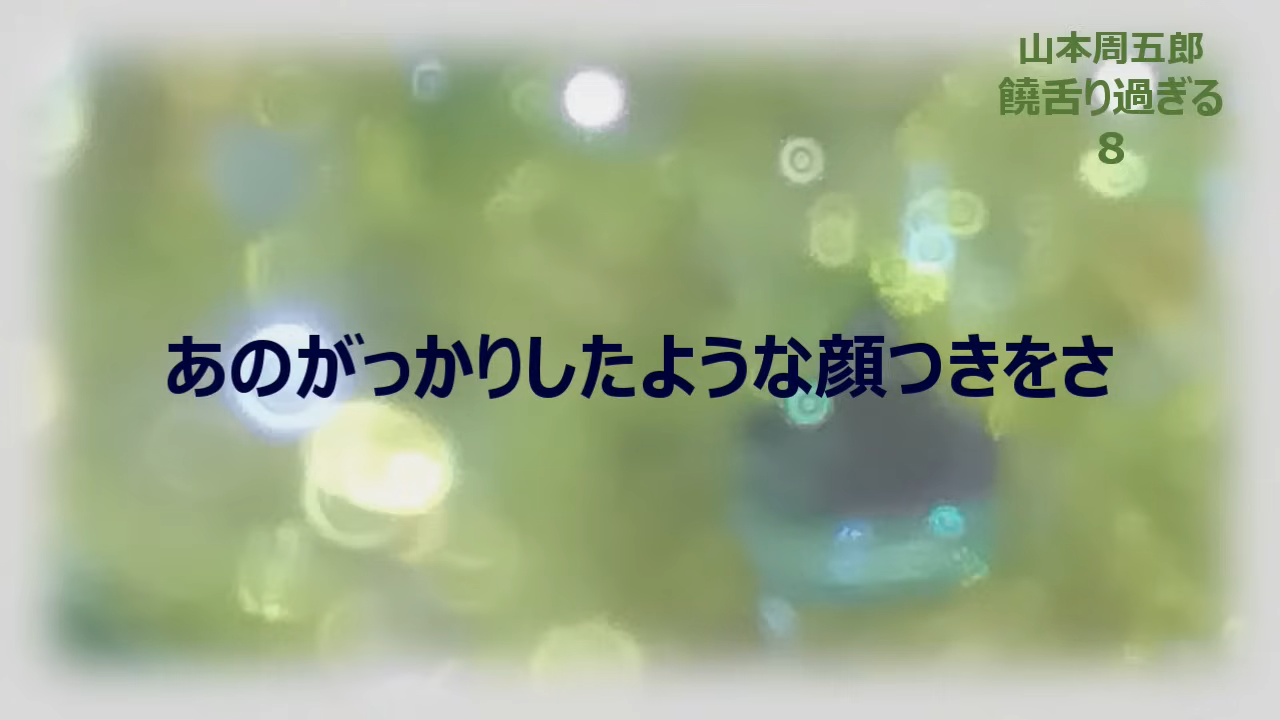 山本周五郎
饒舌り過ぎる
8
あのがっかりしたような顔つきをさ